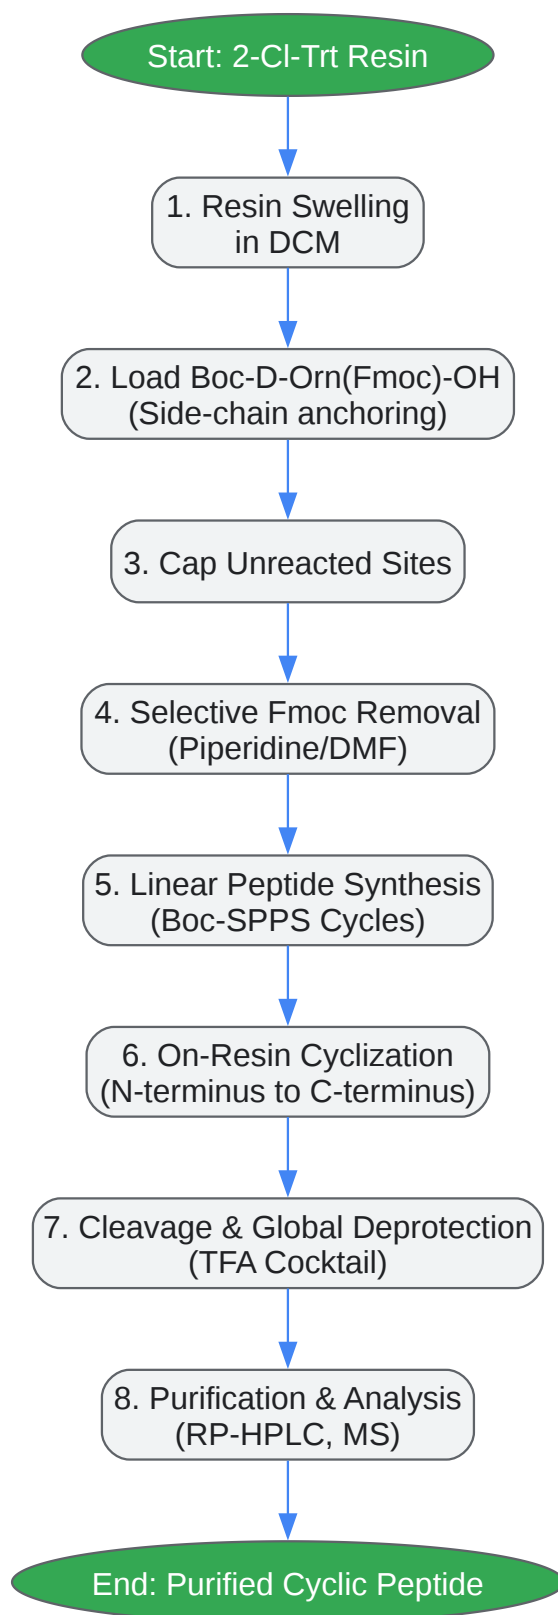 Start: 2-Cl-Trt Resin
1. Resin Swelling
in DCM
2. Load Boc-D-Orn(Fmoc)-OH
(Side-chain anchoring)
3. Cap Unreacted Sites
4. Selective Fmoc Removal
(Piperidine/DMF)
5. Linear Peptide Synthesis
(Boc-SPPS Cycles)
6. On-Resin Cyclization
(N-terminus to C-terminus)
7. Cleavage & Global Deprotection
(TFA Cocktail)
8. Purification & Analysis
(RP-HPLC, MS)
End: Purified Cyclic Peptide